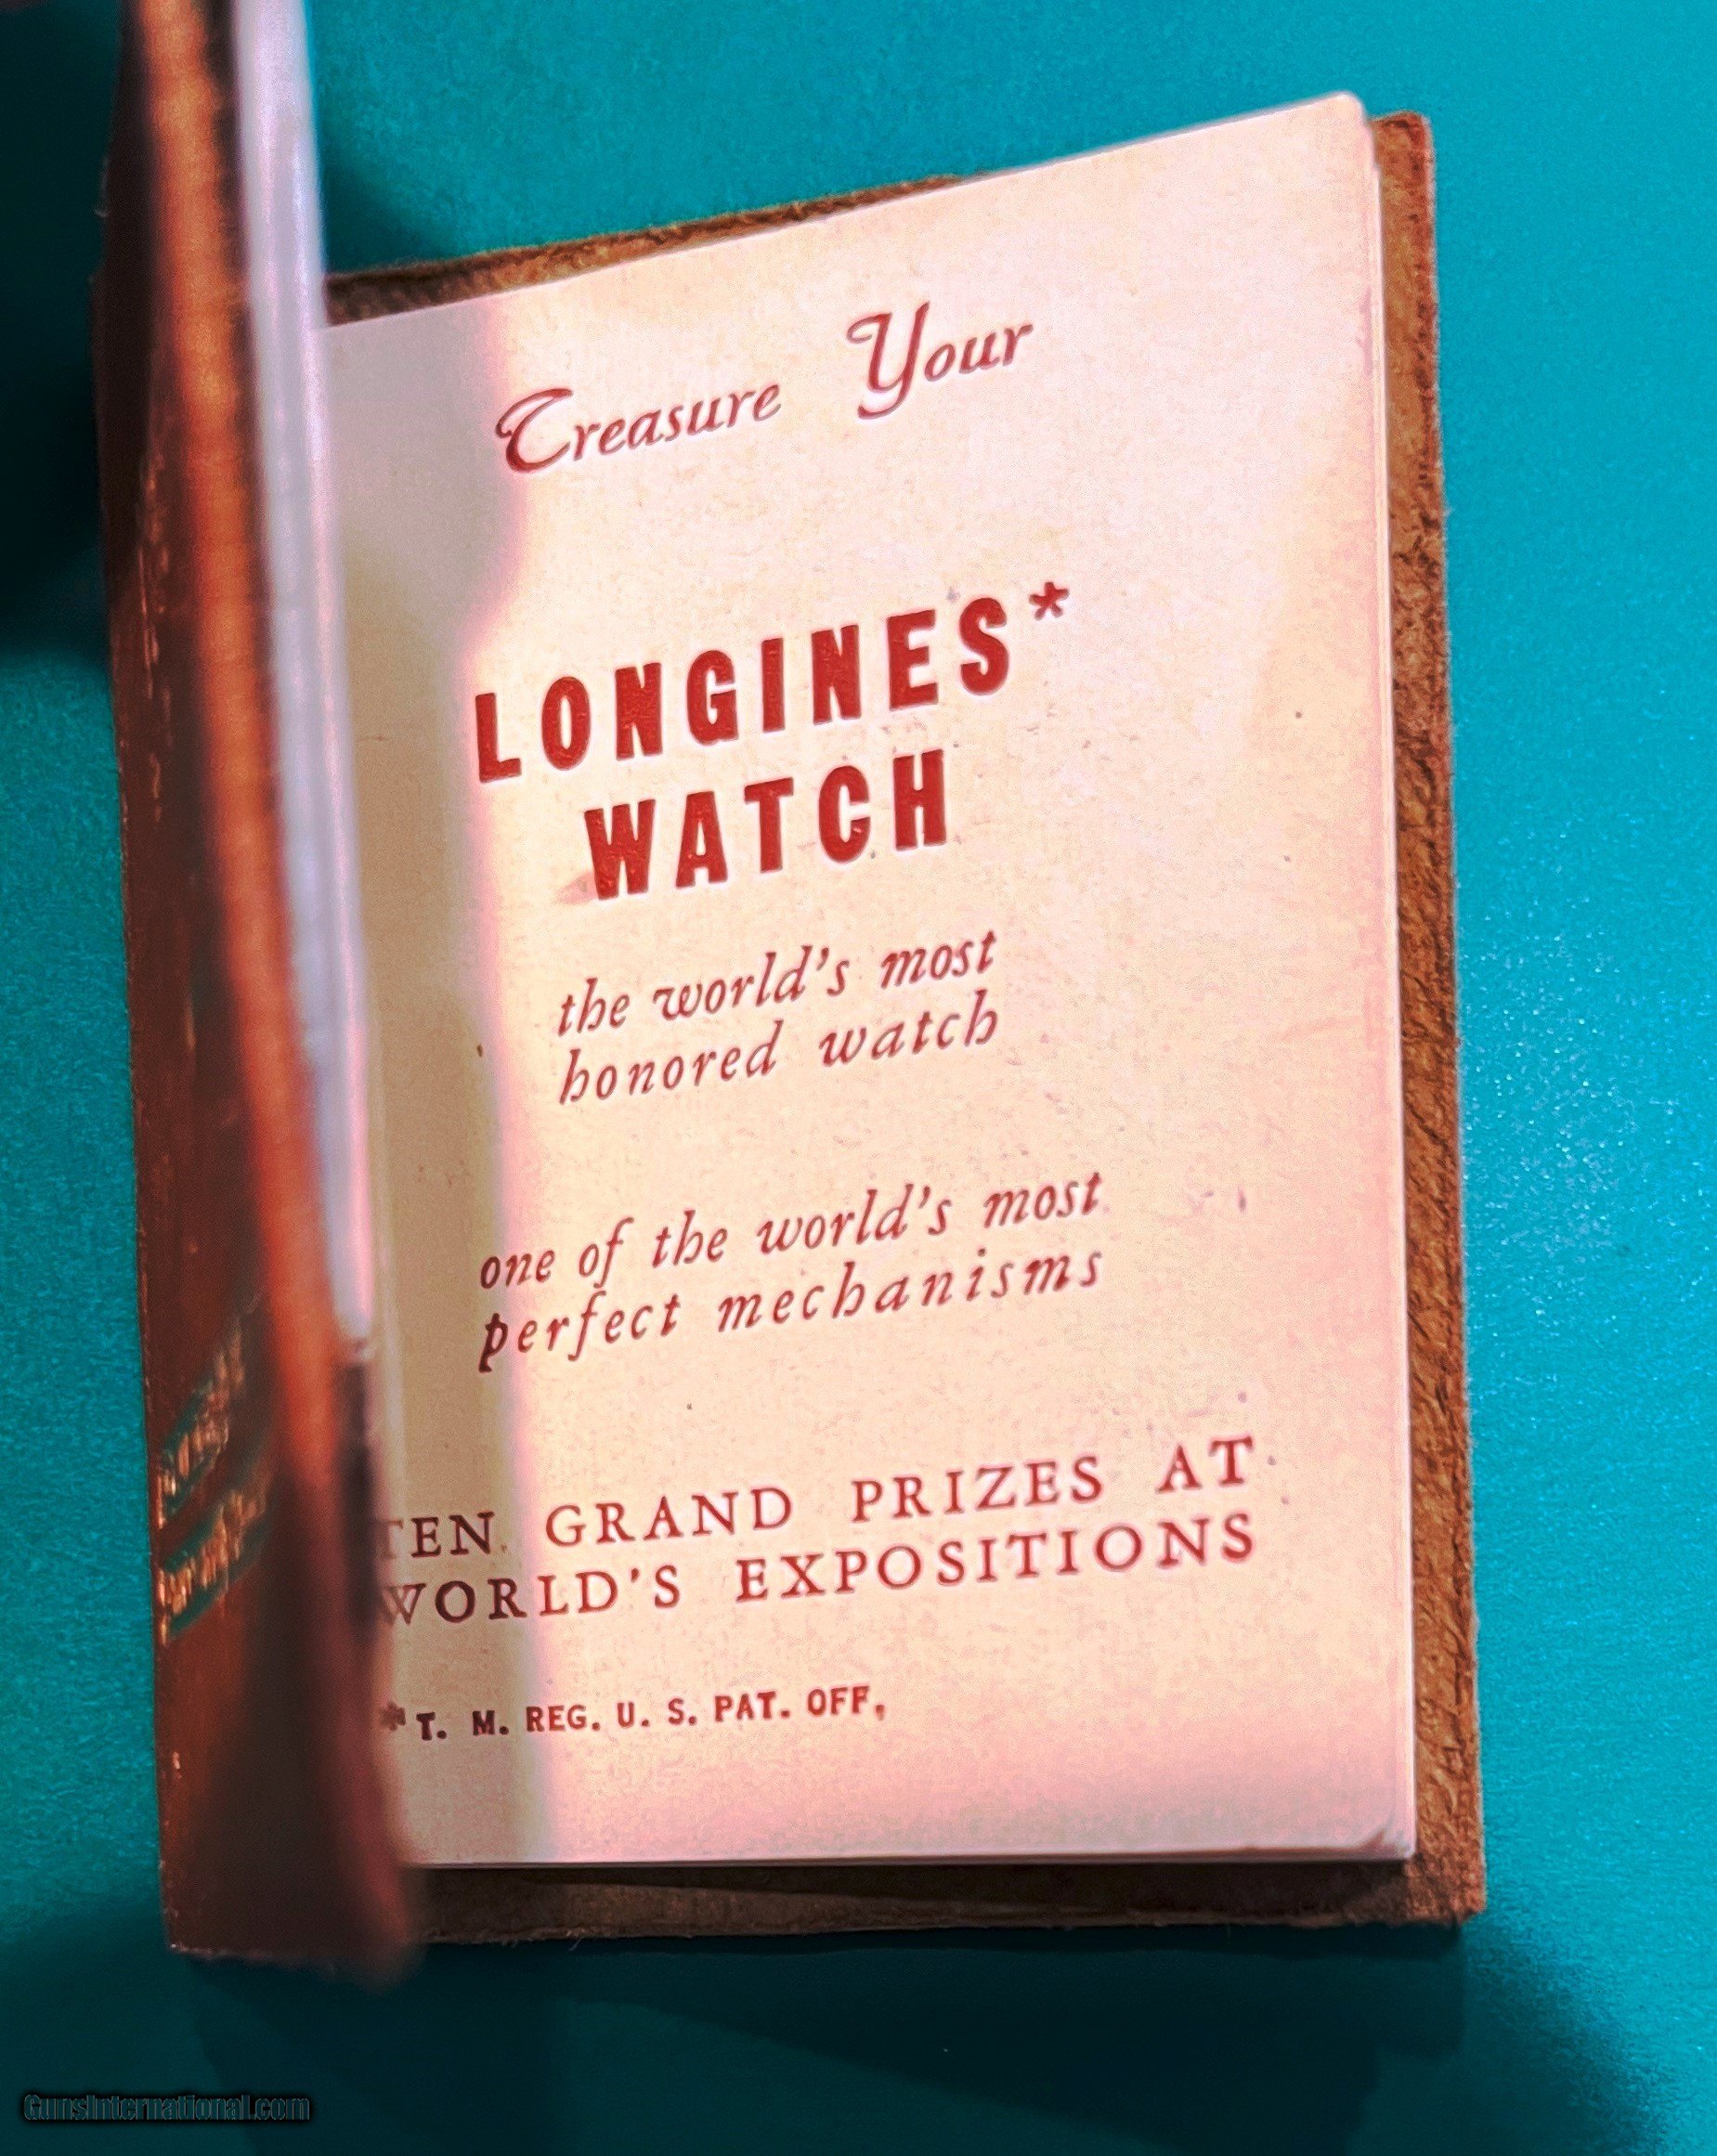 Treasure Your
LONGINES*
WATCH
the world's most
honored watch
one of the world's most
perfect mechanisms
TEN GRAND PRIZES AT
WORLD'S EXPOSITIONS
*T. M. REG. U. S. PAT. OFF.
GunsInternational.com